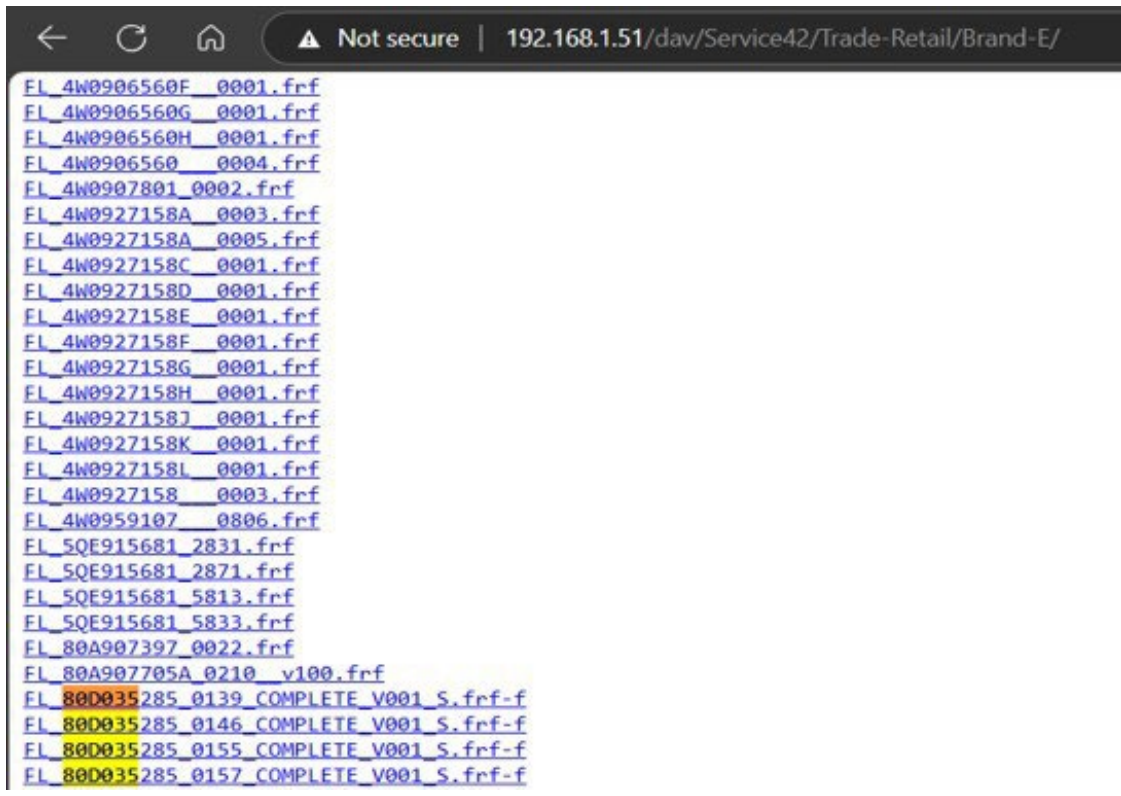 Not secure | 192.168.1.51/dav/Service42/Trade-Retail/Brand-E/
FL_4W0906560F__0001.frf
FL_4W0906560G__0001.frf
FL_4W0906560H__0001.frf
FL_4W0906560___0004.frf
FL_4W0907801_0002.frf
FL_4W0927158A__0003.frf
FL_4W0927158A__0005.frf
FL_4W0927158C__0001.frf
FL_4W0927158D__0001.frf
FL_4W0927158E__0001.frf
FL_4W0927158F__0001.frf
FL_4W0927158G__0001.frf
FL_4W0927158H__0001.frf
FL_4W0927158J__0001.frf
FL_4W0927158K__0001.frf
FL_4W0927158L__0001.frf
FL_4W0927158___0003.frf
FL_4W0959107___0806.frf
FL_5QE915681_2831.frf
FL_5QE915681_2871.frf
FL_5QE915681_5813.frf
FL_5QE915681_5833.frf
FL_80A907397_0022.frf
FL_80A907705A_0210__v100.frf
FL_80D035285_0139_COMPLETE_V001_S.frf-f
FL_80D035285_0146_COMPLETE_V001_S.frf-f
FL_80D035285_0155_COMPLETE_V001_S.frf-f
FL_80D035285_0157_COMPLETE_V001_S.frf-f